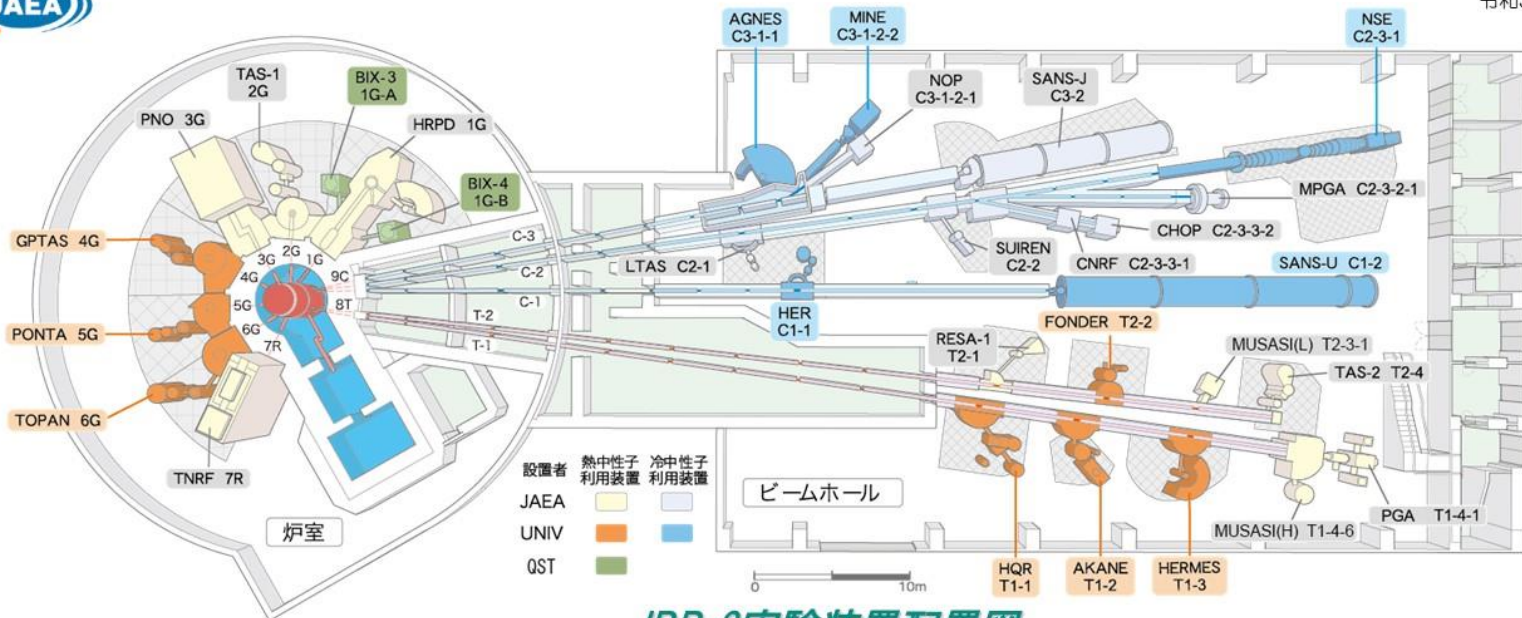 JAEA
AGNES
C3-1-1
MINE
C3-1-2-2
NSE
C2-3-1
TAS-1
2G
BIX-3
1G-A
NOP
C3-1-2-1
SANS-J
C3-2
PNO 3G
HRPD 1G
BIX-4
1G-B
MPGA C2-3-2-1
GPTAS 4G
C-3
CHOP C2-3-3-2
SUIREN
C2-2
LTAS C2-1
CNRF C2-3-3-1
SANS-U C1-2
2G
3G
1G
4G
9C
C-2
5G
8T
C-1
6G
7R
T-2
T-1
HER
C1-1
FONDER T2-2
PONTA 5G
RESA-1
T2-1
MUSASI(L) T2-3-1
TAS-2 T2-4
TOPAN 6G
TNRF 7R
炉室
設置者
熱中性子
利用装置
冷中性子
利用装置
JAEA
UNIV
QST
ビームホール
PGA T1-4-1
MUSASI(H) T1-4-6
HQR
T1-1
AKANE
T1-2
HERMES
T1-3
0
10m